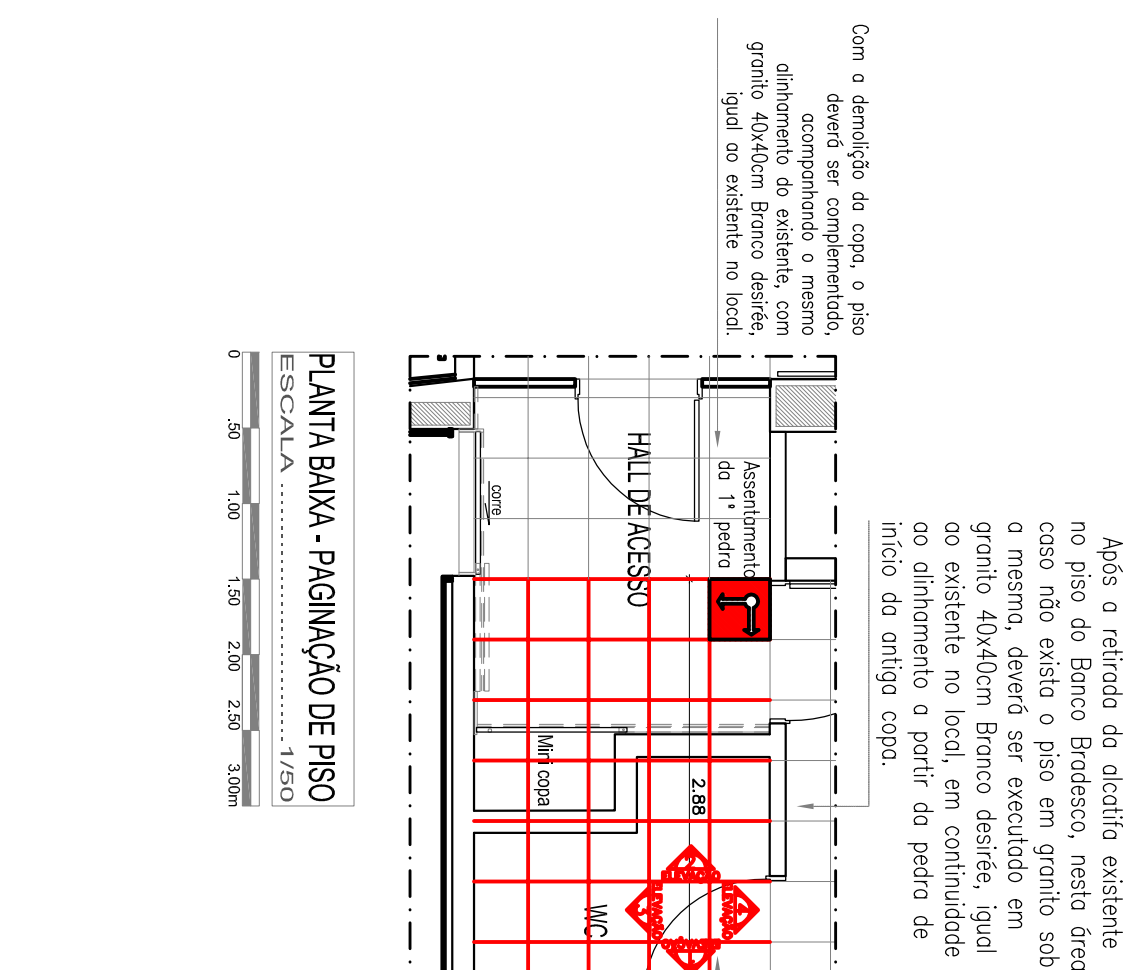 Com a demolição da copa, o piso
deverá ser complementado,
acompanhando o mesmo
alinhamento do existente, com
granito 40x40cm Branco desirée,
igual ao existente no local.
Após a retirada da alcatifa existente
no piso do Banco Bradesco, nesta área
caso não exista o piso em granito sob
a mesma, deverá ser executado em
granito 40x40cm Branco desirée, igual
ao existente no local, em continuidade
ao alinhamento a partir da pedra de
início da antiga copa.
Assentamento
da 1ª pedra
HALL DE ACESSO
corre
Mini copa
2.88
WC
ELEVAÇÃO
ELEVAÇÃO
3
ELEVAÇÃO
PLANTA BAIXA - PAGINAÇÃO DE PISO
ESCALA 1/50
0 .50 1.00 1.50 2.00 2.50 3.00m